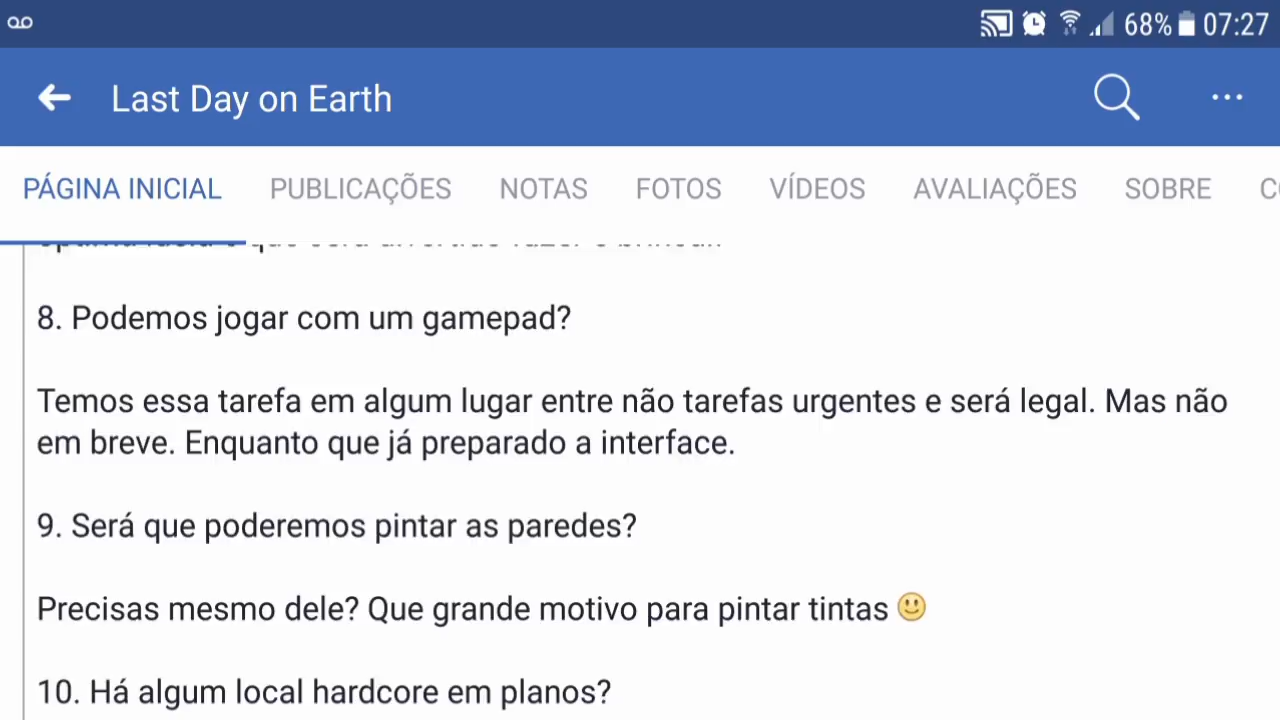 68% 07:27
Last Day on Earth
PÁGINA INICIAL PUBLICAÇÕES NOTAS FOTOS VÍDEOS AVALIAÇÕES SOBRE
8. Podemos jogar com um gamepad?
Temos essa tarefa em algum lugar entre não tarefas urgentes e será legal. Mas não
em breve. Enquanto que já preparado a interface.
9. Será que poderemos pintar as paredes?
Precisas mesmo dele? Que grande motivo para pintar tintas 🙂
10. Há algum local hardcore em planos?